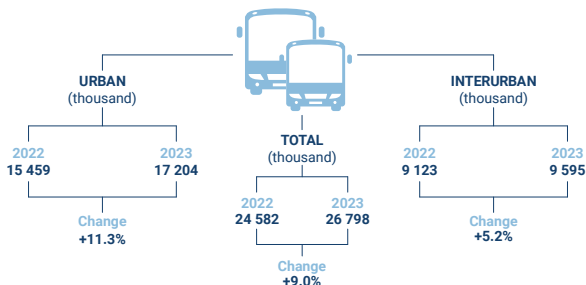 URBAN
(thousand)
2022 2023
15 459 17 204
Change
+11.3%
TOTAL
(thousand)
2022 2023
24 582 26 798
Change
+9.0%
INTERURBAN
(thousand)
2022 2023
9 123 9 595
Change
+5.2%